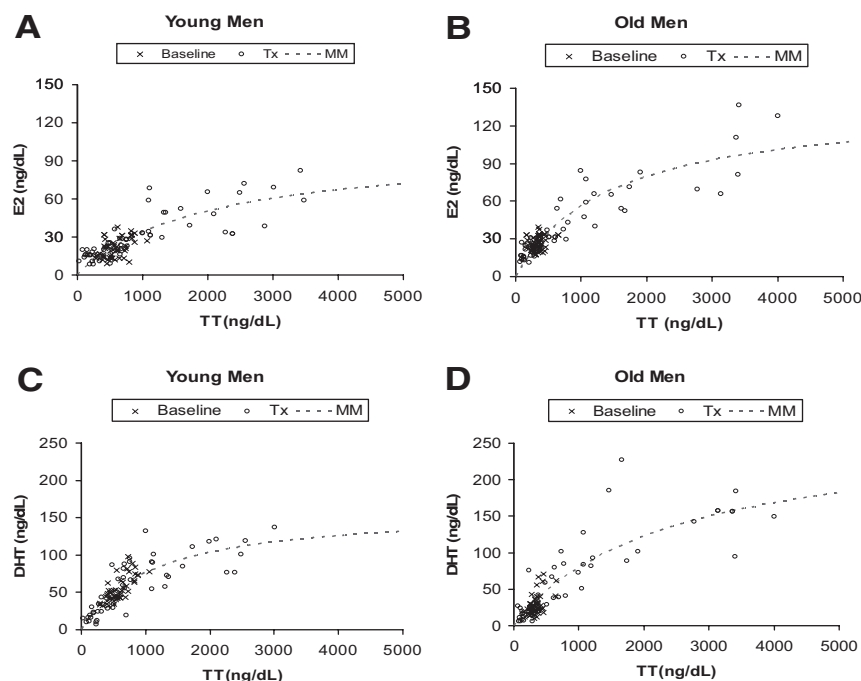 A
Young Men
× Baseline ○ Tx - - - - MM
150
120
90
60
30
0
E2 (ng/dL)
0 1000 2000 3000 4000 5000
TT(ng/dL)
B
Old Men
× Baseline ○ Tx - - - - MM
150
120
90
60
30
0
E2 (ng/dL)
0 1000 2000 3000 4000 5000
TT (ng/dL)
C
Young Men
× Baseline ○ Tx - - - - MM
250
200
150
100
50
0
DHT (ng/dL)
0 1000 2000 3000 4000 5000
TT(ng/dL)
D
Old Men
× Baseline ○ Tx - - - - MM
250
200
150
100
50
0
DHT (ng/dL)
0 1000 2000 3000 4000 5000
TT(ng/dL)